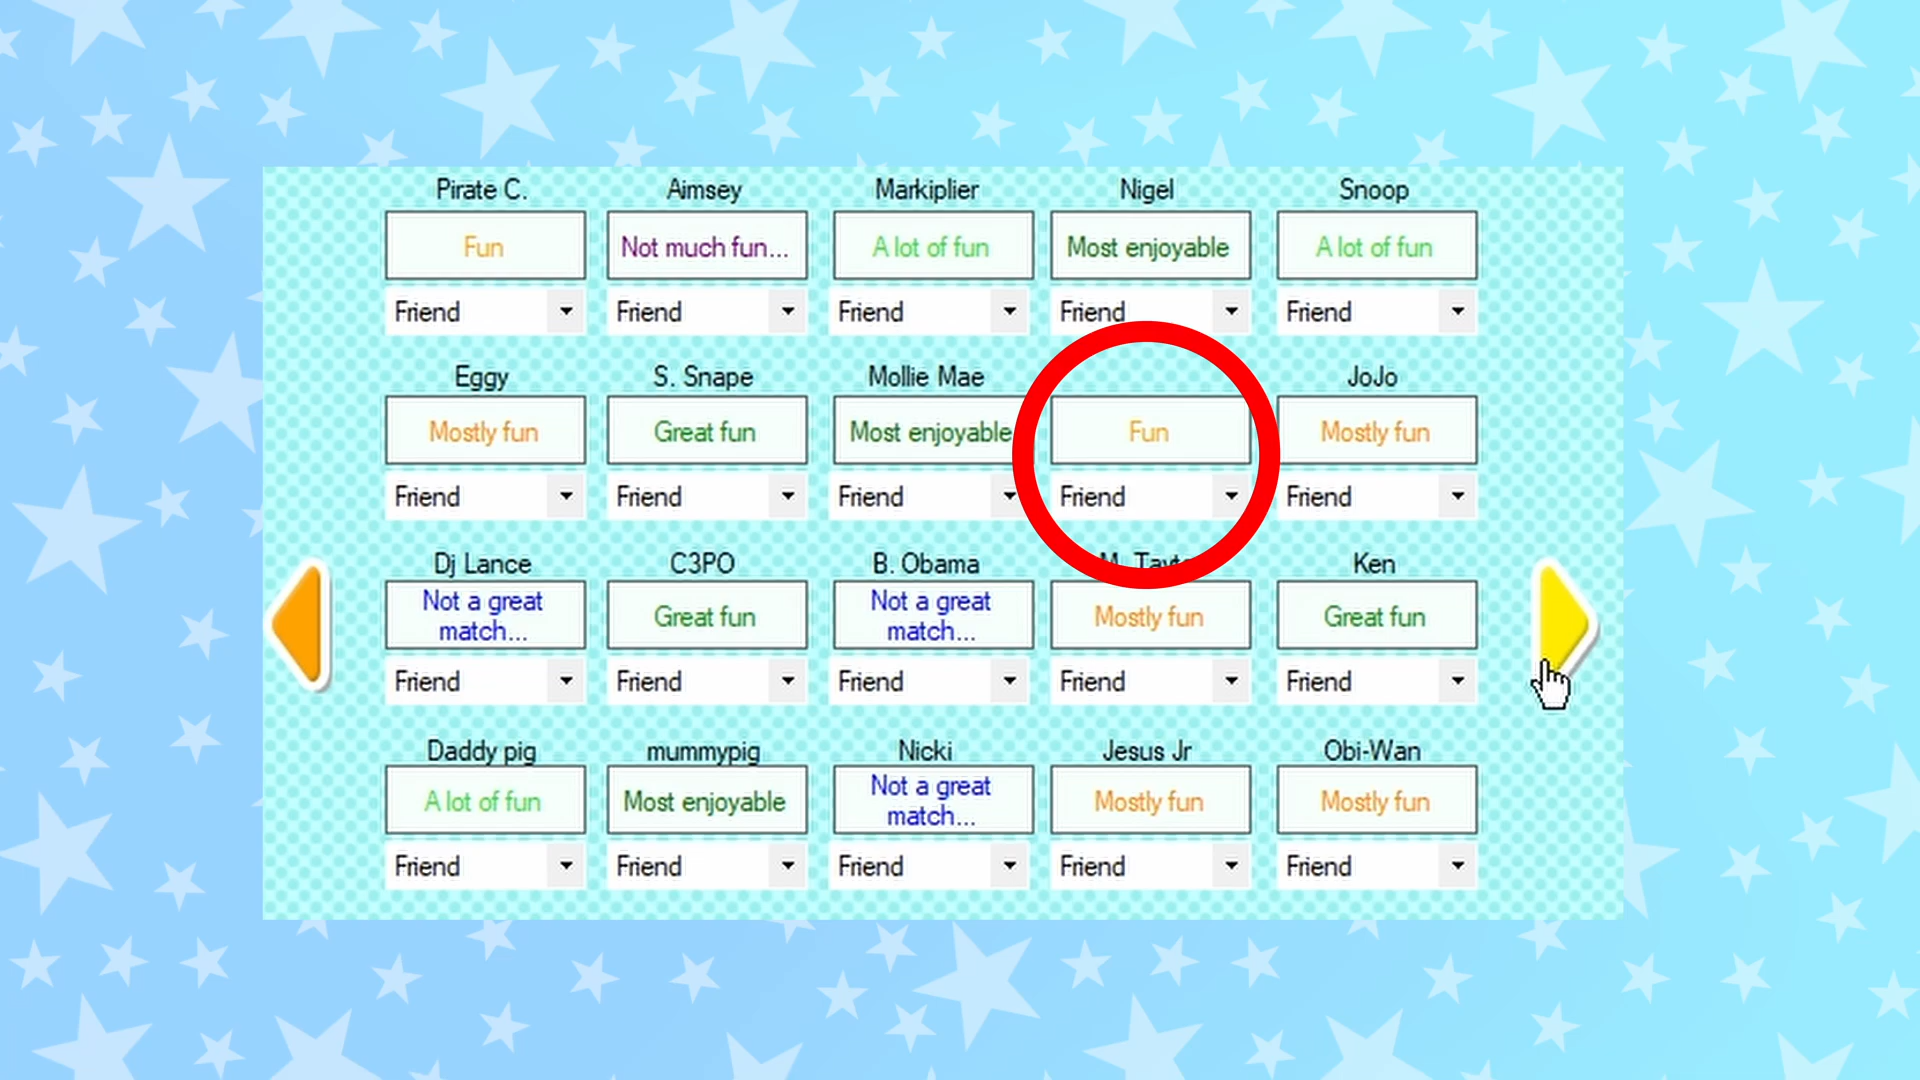 Pirate C. Aimsey Markiplier Nigel Snoop
Fun Not much fun... A lot of fun Most enjoyable A lot of fun
Friend Friend Friend Friend Friend
Eggy S. Snape Mollie Mae JoJo
Mostly fun Great fun Most enjoyable Fun Mostly fun
Friend Friend Friend Friend Friend
Dj Lance C3PO B. Obama M. Ken
Not a great match... Great fun Not a great match... Mostly fun Great fun
Friend Friend Friend Friend Friend
Daddy pig mummypig Nicki Jesus Jr Obi-Wan
A lot of fun Most enjoyable Not a great match... Mostly fun Mostly fun
Friend Friend Friend Friend Friend